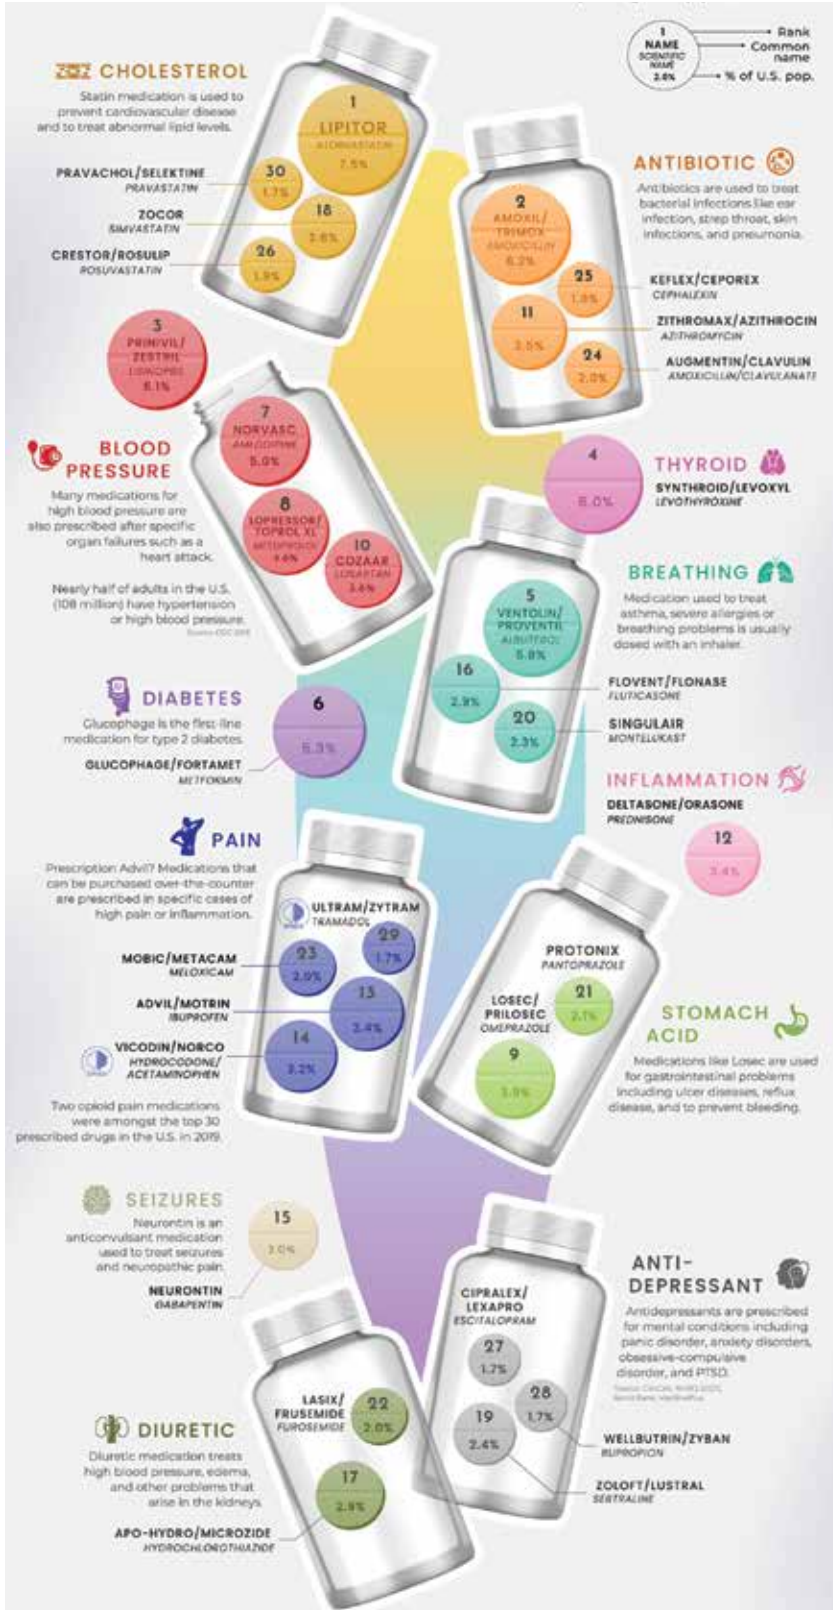 1
NAME
SCIENTIFIC
NAME
2.0%
Rank
Common
name
% of U.S. pop.
CHOLESTEROL
Statin medication is used to
prevent cardiovascular disease
and to treat abnormal lipid levels.
1
LIPITOR
ATORVASTATIN
7.5%
PRAVACHOL/SELEKTINE
PRAVASTATIN
30
1.7%
ZOCOR
SIMVASTATIN
18
2.6%
CRESTOR/ROSULIP
ROSUVASTATIN
26
1.9%
ANTIBIOTIC
Antibiotics are used to treat
bacterial infections like ear
infection, strep throat, skin
infections, and pneumonia.
2
AMOXIL/
TRIMOX
AMOXICILLIN
6.2%
25
1.9%
KEFLEX/CEPOREX
CEPHALEXIN
11
3.5%
ZITHROMAX/AZITHROCIN
AZITHROMYCIN
24
2.0%
AUGMENTIN/CLAVULIN
AMOXICILLIN/CLAVULANATE
3
PRINIVIL/
ZESTRIL
LISINOPRIL
6.1%
BLOOD
PRESSURE
Many medications for
high blood pressure are
also prescribed after specific
organ failures such as a
heart attack.
Nearly half of adults in the U.S.
(108 million) have hypertension
or high blood pressure.
7
NORVASC
AMLODIPINE
5.0%
8
LOPRESSOR/
TOPROL XL
METOPROLOL
4.6%
10
COZAAR
LOSARTAN
3.6%
4
6.0%
THYROID
SYNTHROID/LEVOXYL
LEVOTHYROXINE
BREATHING
Medication used to treat
asthma, severe allergies or
breathing problems is usually
dosed with an inhaler.
5
VENTOLIN/
PROVENTIL
ALBUTEROL
5.8%
16
2.9%
FLOVENT/FLONASE
FLUTICASONE
20
2.3%
SINGULAIR
MONTELUKAST
DIABETES
Glucophage is the first-line
medication for type 2 diabetes.
GLUCOPHAGE/FORTAMET
METFORMIN
6
5.3%
INFLAMMATION
DELTASONE/ORASONE
PREDNISONE
12
3.4%
PAIN
Prescription Advil? Medications that
can be purchased over-the-counter
are prescribed in specific cases of
high pain or inflammation.
ULTRAM/ZYTRAM
TRAMADOL
29
1.7%
MOBIC/METACAM
MELOXICAM
23
2.0%
ADVIL/MOTRIN
IBUPROFEN
13
3.4%
VICODIN/NORCO
HYDROCODONE/
ACETAMINOPHEN
14
3.2%
Two opioid pain medications
were amongst the top 30
prescribed drugs in the U.S. in 2019.
PROTONIX
PANTOPRAZOLE
21
2.1%
LOSEC/
PRILOSEC
OMEPRAZOLE
9
3.9%
STOMACH
ACID
Medications like Losec are used
for gastrointestinal problems
including ulcer diseases, reflux
disease, and to prevent bleeding.
SEIZURES
Neurontin is an
anticonvulsant medication
used to treat seizures
and neuropathic pain.
NEURONTIN
GABAPENTIN
15
3.0%
ANTI-
DEPRESSANT
Antidepressants are prescribed
for mental conditions including
panic disorder, anxiety disorders,
obsessive-compulsive
disorder, and PTSD.
CIPRALEX/
LEXAPRO
ESCITALOPRAM
27
1.7%
28
1.7%
WELLBUTRIN/ZYBAN
BUPROPION
19
2.4%
ZOLOFT/LUSTRAL
SERTRALINE
DIURETIC
Diuretic medication treats
high blood pressure, edema,
and other problems that
arise in the kidneys.
LASIX/
FRUSEMIDE
FUROSEMIDE
22
2.0%
17
2.9%
APO-HYDRO/MICROZIDE
HYDROCHLOROTHIAZIDE